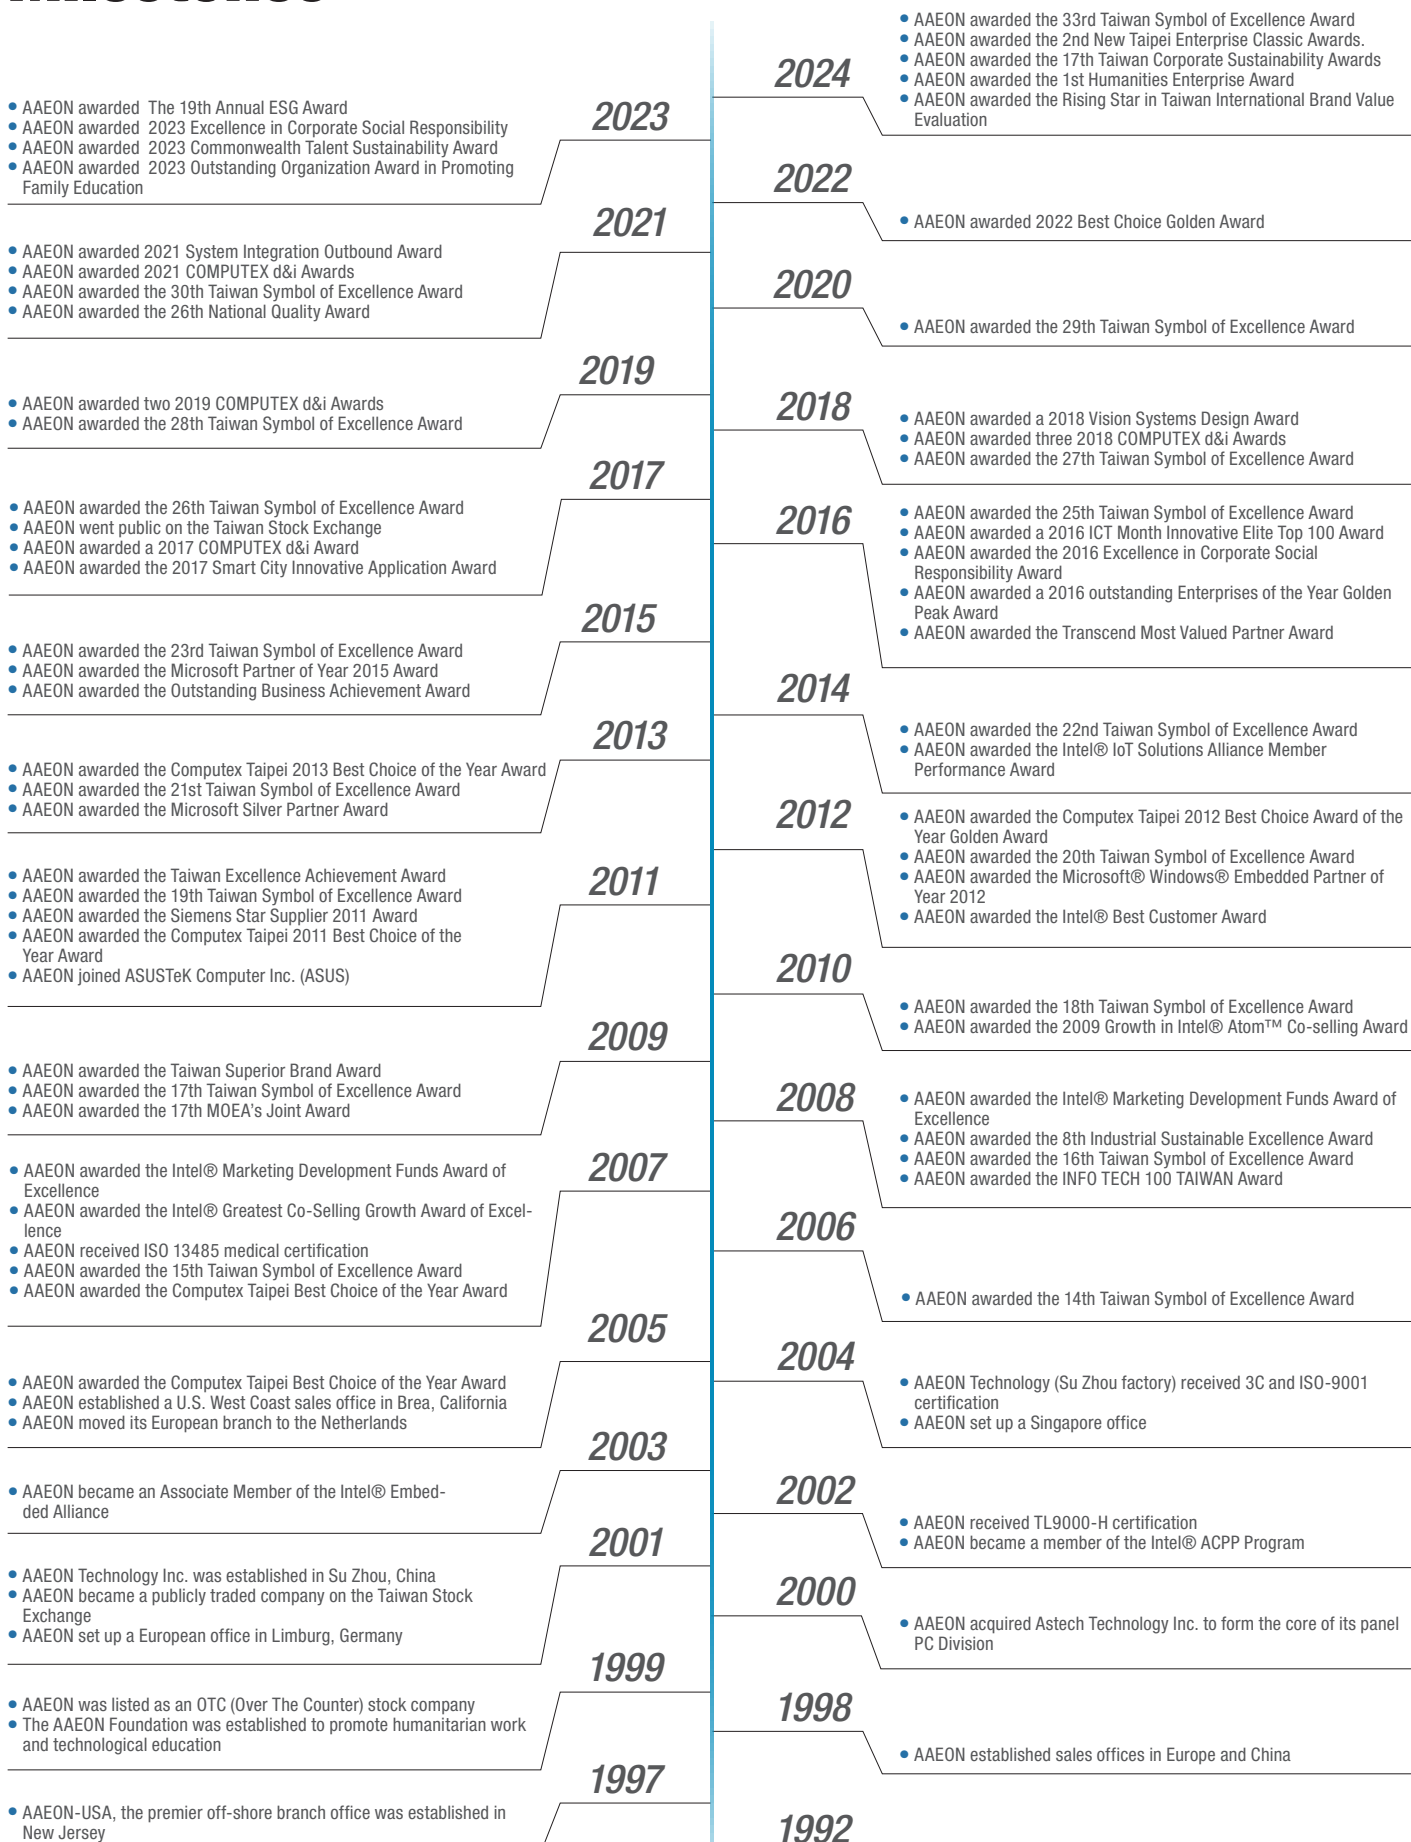 Milestones
2024
AAEON awarded the 33rd Taiwan Symbol of Excellence Award
AAEON awarded the 2nd New Taipei Enterprise Classic Awards.
AAEON awarded the 17th Taiwan Corporate Sustainability Awards
AAEON awarded the 1st Humanities Enterprise Award
AAEON awarded the Rising Star in Taiwan International Brand Value
Evaluation
2023
AAEON awarded The 19th Annual ESG Award
AAEON awarded 2023 Excellence in Corporate Social Responsibility
AAEON awarded 2023 Commonwealth Talent Sustainability Award
AAEON awarded 2023 Outstanding Organization Award in Promoting
Family Education
2022
AAEON awarded 2022 Best Choice Golden Award
2021
AAEON awarded 2021 System Integration Outbound Award
AAEON awarded 2021 COMPUTEX d&i Awards
AAEON awarded the 30th Taiwan Symbol of Excellence Award
AAEON awarded the 26th National Quality Award
2020
AAEON awarded the 29th Taiwan Symbol of Excellence Award
2019
AAEON awarded two 2019 COMPUTEX d&i Awards
AAEON awarded the 28th Taiwan Symbol of Excellence Award
2018
AAEON awarded a 2018 Vision Systems Design Award
AAEON awarded three 2018 COMPUTEX d&i Awards
AAEON awarded the 27th Taiwan Symbol of Excellence Award
2017
AAEON awarded the 26th Taiwan Symbol of Excellence Award
AAEON went public on the Taiwan Stock Exchange
AAEON awarded a 2017 COMPUTEX d&i Award
AAEON awarded the 2017 Smart City Innovative Application Award
2016
AAEON awarded the 25th Taiwan Symbol of Excellence Award
AAEON awarded a 2016 ICT Month Innovative Elite Top 100 Award
AAEON awarded the 2016 Excellence in Corporate Social
Responsibility Award
AAEON awarded a 2016 outstanding Enterprises of the Year Golden
Peak Award
AAEON awarded the Transcend Most Valued Partner Award
2015
AAEON awarded the 23rd Taiwan Symbol of Excellence Award
AAEON awarded the Microsoft Partner of Year 2015 Award
AAEON awarded the Outstanding Business Achievement Award
2014
AAEON awarded the 22nd Taiwan Symbol of Excellence Award
AAEON awarded the Intel® IoT Solutions Alliance Member
Performance Award
2013
AAEON awarded the Computex Taipei 2013 Best Choice of the Year Award
AAEON awarded the 21st Taiwan Symbol of Excellence Award
AAEON awarded the Microsoft Silver Partner Award
2012
AAEON awarded the Computex Taipei 2012 Best Choice Award of the
Year Golden Award
AAEON awarded the 20th Taiwan Symbol of Excellence Award
AAEON awarded the Microsoft® Windows® Embedded Partner of
Year 2012
AAEON awarded the Intel® Best Customer Award
2011
AAEON awarded the Taiwan Excellence Achievement Award
AAEON awarded the 19th Taiwan Symbol of Excellence Award
AAEON awarded the Siemens Star Supplier 2011 Award
AAEON awarded the Computex Taipei 2011 Best Choice of the
Year Award
AAEON joined ASUSTeK Computer Inc. (ASUS)
2010
AAEON awarded the 18th Taiwan Symbol of Excellence Award
AAEON awarded the 2009 Growth in Intel® Atom™ Co-selling Award
2009
AAEON awarded the Taiwan Superior Brand Award
AAEON awarded the 17th Taiwan Symbol of Excellence Award
AAEON awarded the 17th MOEA's Joint Award
2008
AAEON awarded the Intel® Marketing Development Funds Award of
Excellence
AAEON awarded the 8th Industrial Sustainable Excellence Award
AAEON awarded the 16th Taiwan Symbol of Excellence Award
AAEON awarded the INFO TECH 100 TAIWAN Award
2007
AAEON awarded the Intel® Marketing Development Funds Award of
Excellence
AAEON awarded the Intel® Greatest Co-Selling Growth Award of Excel-
lence
AAEON received ISO 13485 medical certification
AAEON awarded the 15th Taiwan Symbol of Excellence Award
AAEON awarded the Computex Taipei Best Choice of the Year Award
2006
AAEON awarded the 14th Taiwan Symbol of Excellence Award
2005
AAEON awarded the Computex Taipei Best Choice of the Year Award
AAEON established a U.S. West Coast sales office in Brea, California
AAEON moved its European branch to the Netherlands
2004
AAEON Technology (Su Zhou factory) received 3C and ISO-9001
certification
AAEON set up a Singapore office
2003
AAEON became an Associate Member of the Intel® Embed-
ded Alliance
2002
AAEON received TL9000-H certification
AAEON became a member of the Intel® ACPP Program
2001
AAEON Technology Inc. was established in Su Zhou, China
AAEON became a publicly traded company on the Taiwan Stock
Exchange
AAEON set up a European office in Limburg, Germany
2000
AAEON acquired Astech Technology Inc. to form the core of its panel
PC Division
1999
AAEON was listed as an OTC (Over The Counter) stock company
The AAEON Foundation was established to promote humanitarian work
and technological education
1998
AAEON established sales offices in Europe and China
1997
AAEON-USA, the premier off-shore branch office was established in
New Jersey
1992